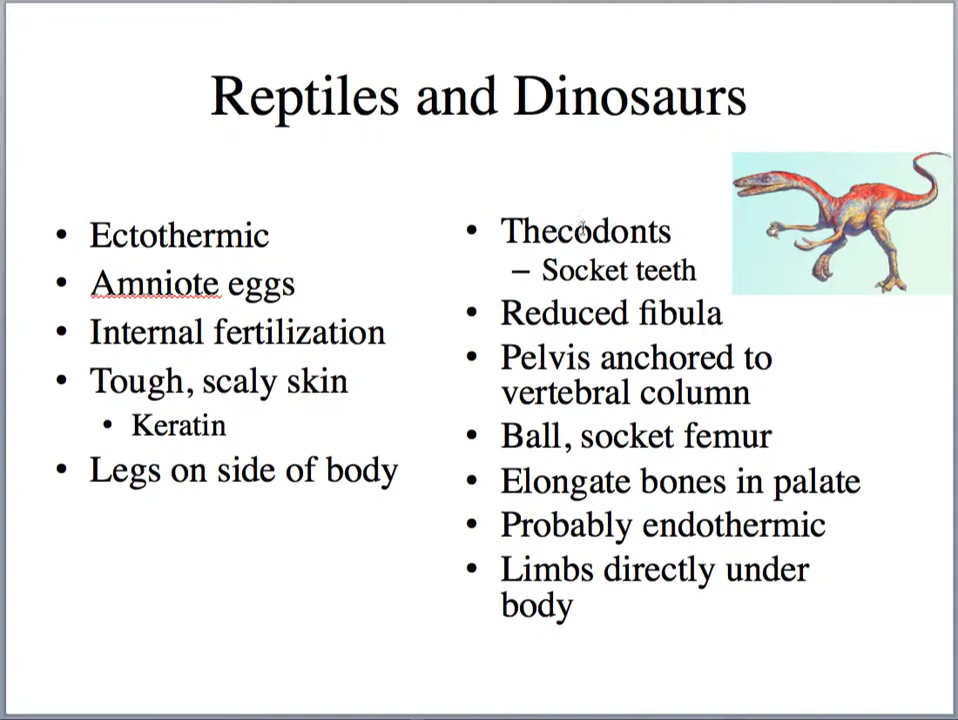 Reptiles and Dinosaurs
• Ectothermic
• Amniote eggs
• Internal fertilization
• Tough, scaly skin
• Keratin
• Legs on side of body
• Thecodonts
– Socket teeth
• Reduced fibula
• Pelvis anchored to
vertebral column
• Ball, socket femur
• Elongate bones in palate
• Probably endothermic
• Limbs directly under
body